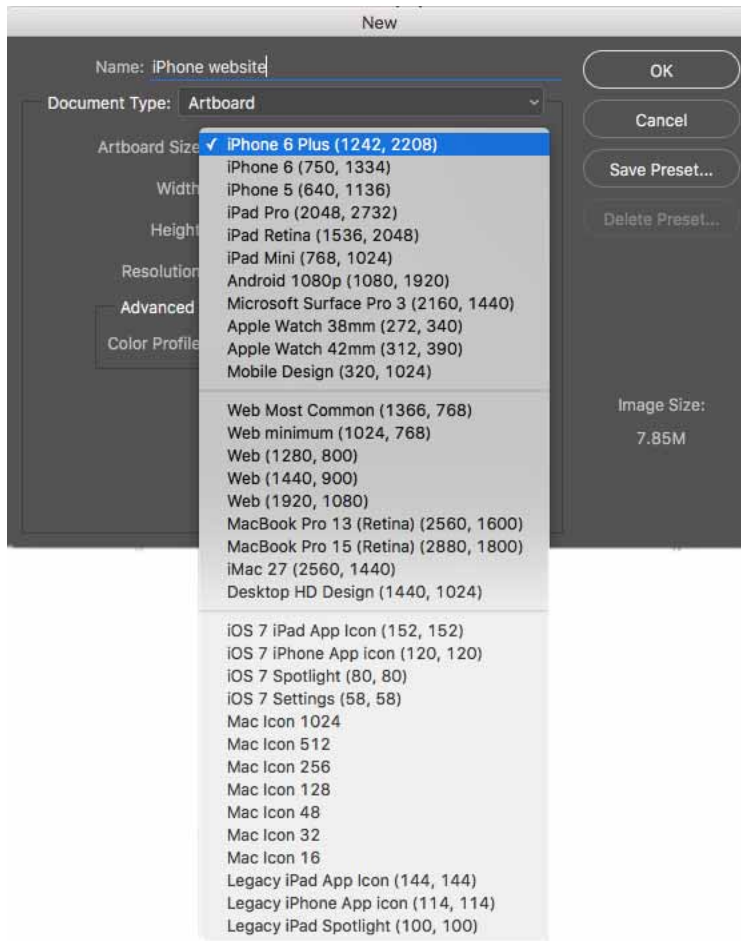 New
Name: iPhone website
OK
Document Type: Artboard
Cancel
Artboard Size
✓ iPhone 6 Plus (1242, 2208)
iPhone 6 (750, 1334)
Save Preset...
Width
iPhone 5 (640, 1136)
iPad Pro (2048, 2732)
Delete Preset...
Height
iPad Retina (1536, 2048)
iPad Mini (768, 1024)
Resolution
Android 1080p (1080, 1920)
Advanced
Microsoft Surface Pro 3 (2160, 1440)
Apple Watch 38mm (272, 340)
Color Profile
Apple Watch 42mm (312, 390)
Mobile Design (320, 1024)
Image Size:
7.85M
Web Most Common (1366, 768)
Web minimum (1024, 768)
Web (1280, 800)
Web (1440, 900)
Web (1920, 1080)
MacBook Pro 13 (Retina) (2560, 1600)
MacBook Pro 15 (Retina) (2880, 1800)
iMac 27 (2560, 1440)
Desktop HD Design (1440, 1024)
iOS 7 iPad App Icon (152, 152)
iOS 7 iPhone App icon (120, 120)
iOS 7 Spotlight (80, 80)
iOS 7 Settings (58, 58)
Mac Icon 1024
Mac Icon 512
Mac Icon 256
Mac Icon 128
Mac Icon 48
Mac Icon 32
Mac Icon 16
Legacy iPad App Icon (144, 144)
Legacy iPhone App icon (114, 114)
Legacy iPad Spotlight (100, 100)